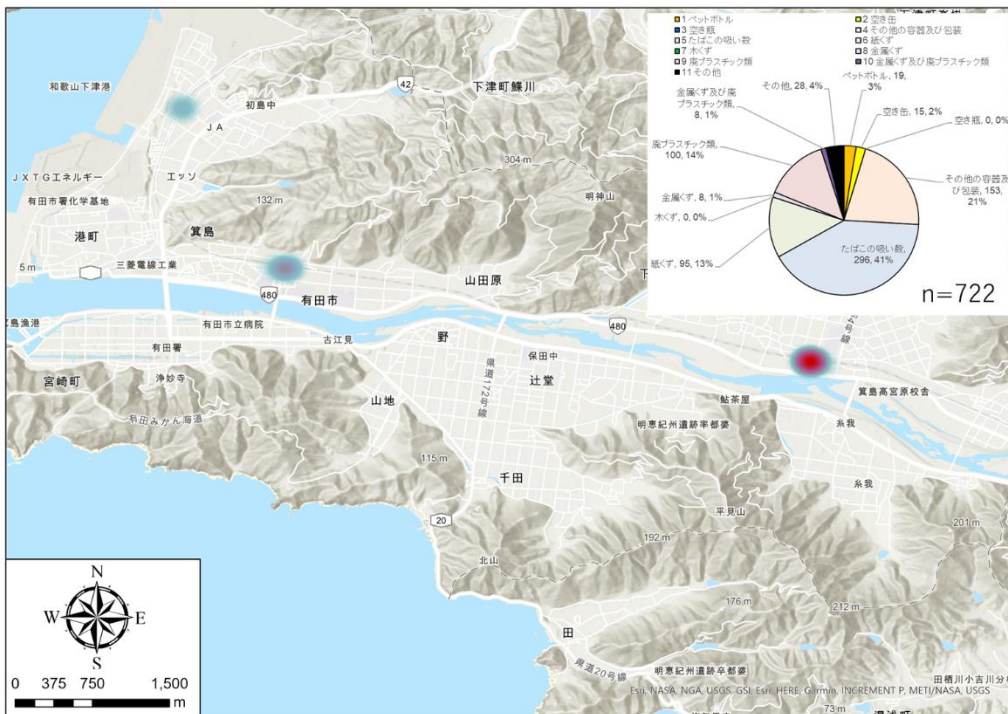 和歌山下津港
初島中
42
下津町鰈川
JA
JXTGエネルギー
エッソ
有田市署化学基地
304 m
明神山
132 m
港町
箕島
5 m
三菱電線工業
480
有田市
山田原
480
有田市立病院
有田署
古江見
野
保田中
辻堂
県道172号線
宮崎町
浄妙寺
山地
鮎茶屋
箕島高宮原校舎
有田みかん海道
明恵紀州遺跡率都婆
糸我
115 m
千田
糸我
20
平見山
201 m
192 m
北山
176 m
212 m
田
県道20号線
明恵紀州遺跡卒都婆
田栖川小吉川分校
73 m
Esri, NASA, NGA, USGS, GSI, Esri, HERE, Garmin, INCREMENT P, METI/NASA, USGS
1 ペットボトル
2 空き缶
3 空き瓶
4 その他の容器及び包装
5 たばこの吸い殻
6 紙くず
7 木くず
8 金属くず
9 廃プラスチック類
10 金属くず及び廃プラスチック類
11 その他
金属くず及び廃
プラスチック類,
8, 1%
その他, 28, 4%
ペットボトル, 19,
3%
空き缶, 15, 2%
空き瓶, 0, 0%
廃プラスチック類,
100, 14%
その他の容器及
び包装, 153,
21%
金属くず, 8, 1%
木くず, 0, 0%
たばこの吸い殻,
296, 41%
紙くず, 95, 13%
n=722
N
W
E
S
0 375 750 1,500
m